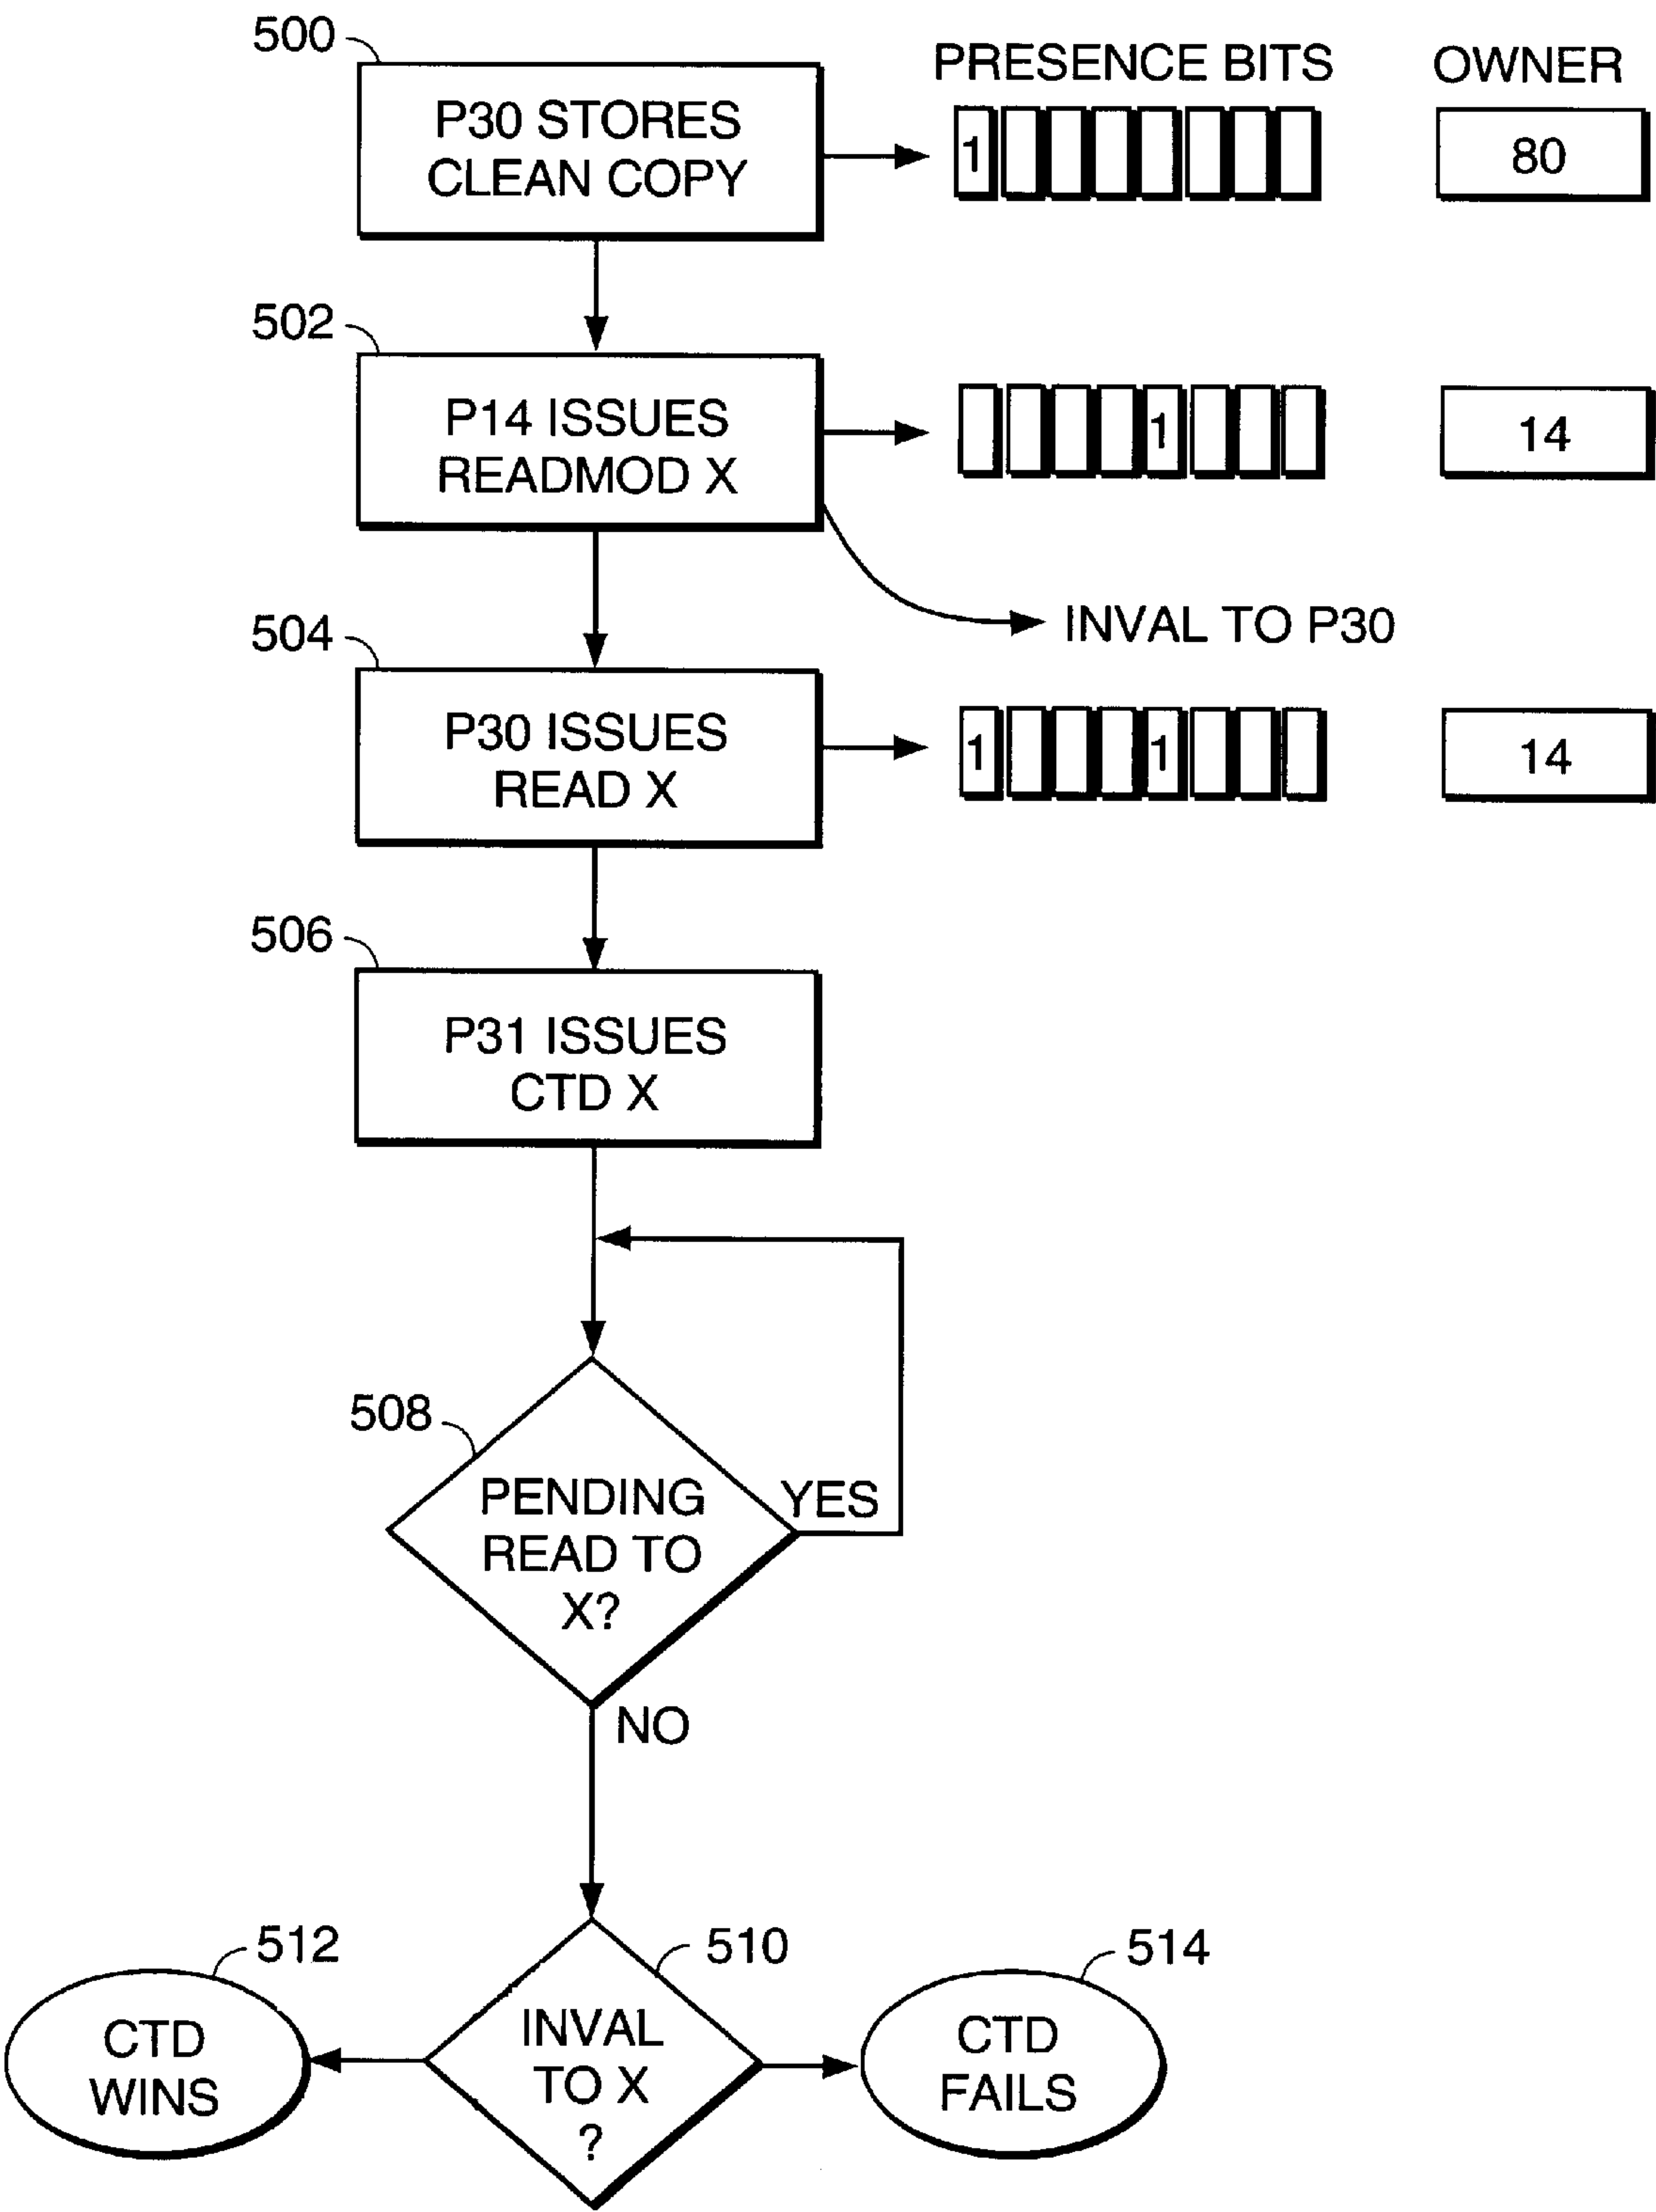 500
PRESENCE BITS
OWNER
P30 STORES
CLEAN COPY
1
80
502
P14 ISSUES
READMOD X
1
14
INVAL TO P30
504
P30 ISSUES
READ X
1 1
14
506
P31 ISSUES
CTD X
508
PENDING
READ TO
X?
YES
NO
512
510
514
CTD
WINS
INVAL
TO X
?
CTD
FAILS